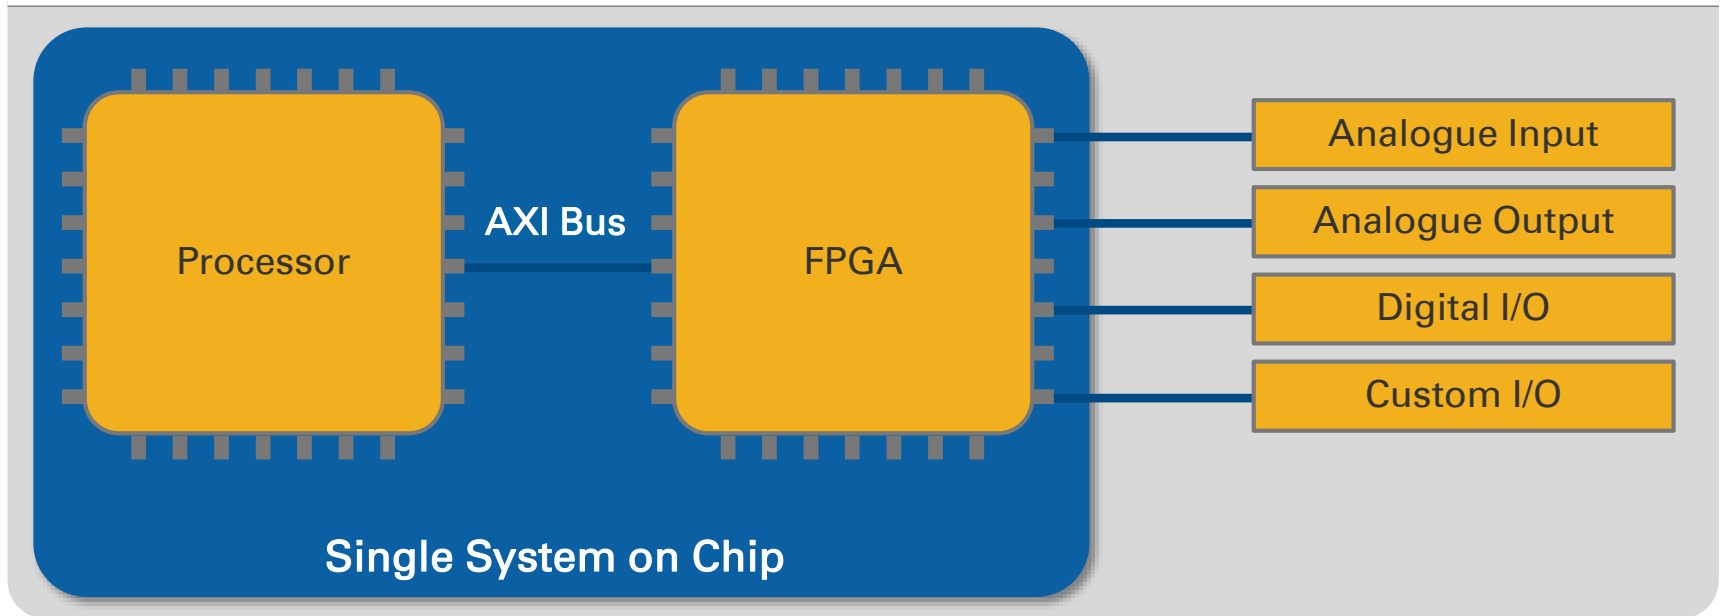 Processor
AXI Bus
FPGA
Analogue Input
Analogue Output
Digital I/O
Custom I/O
Single System on Chip